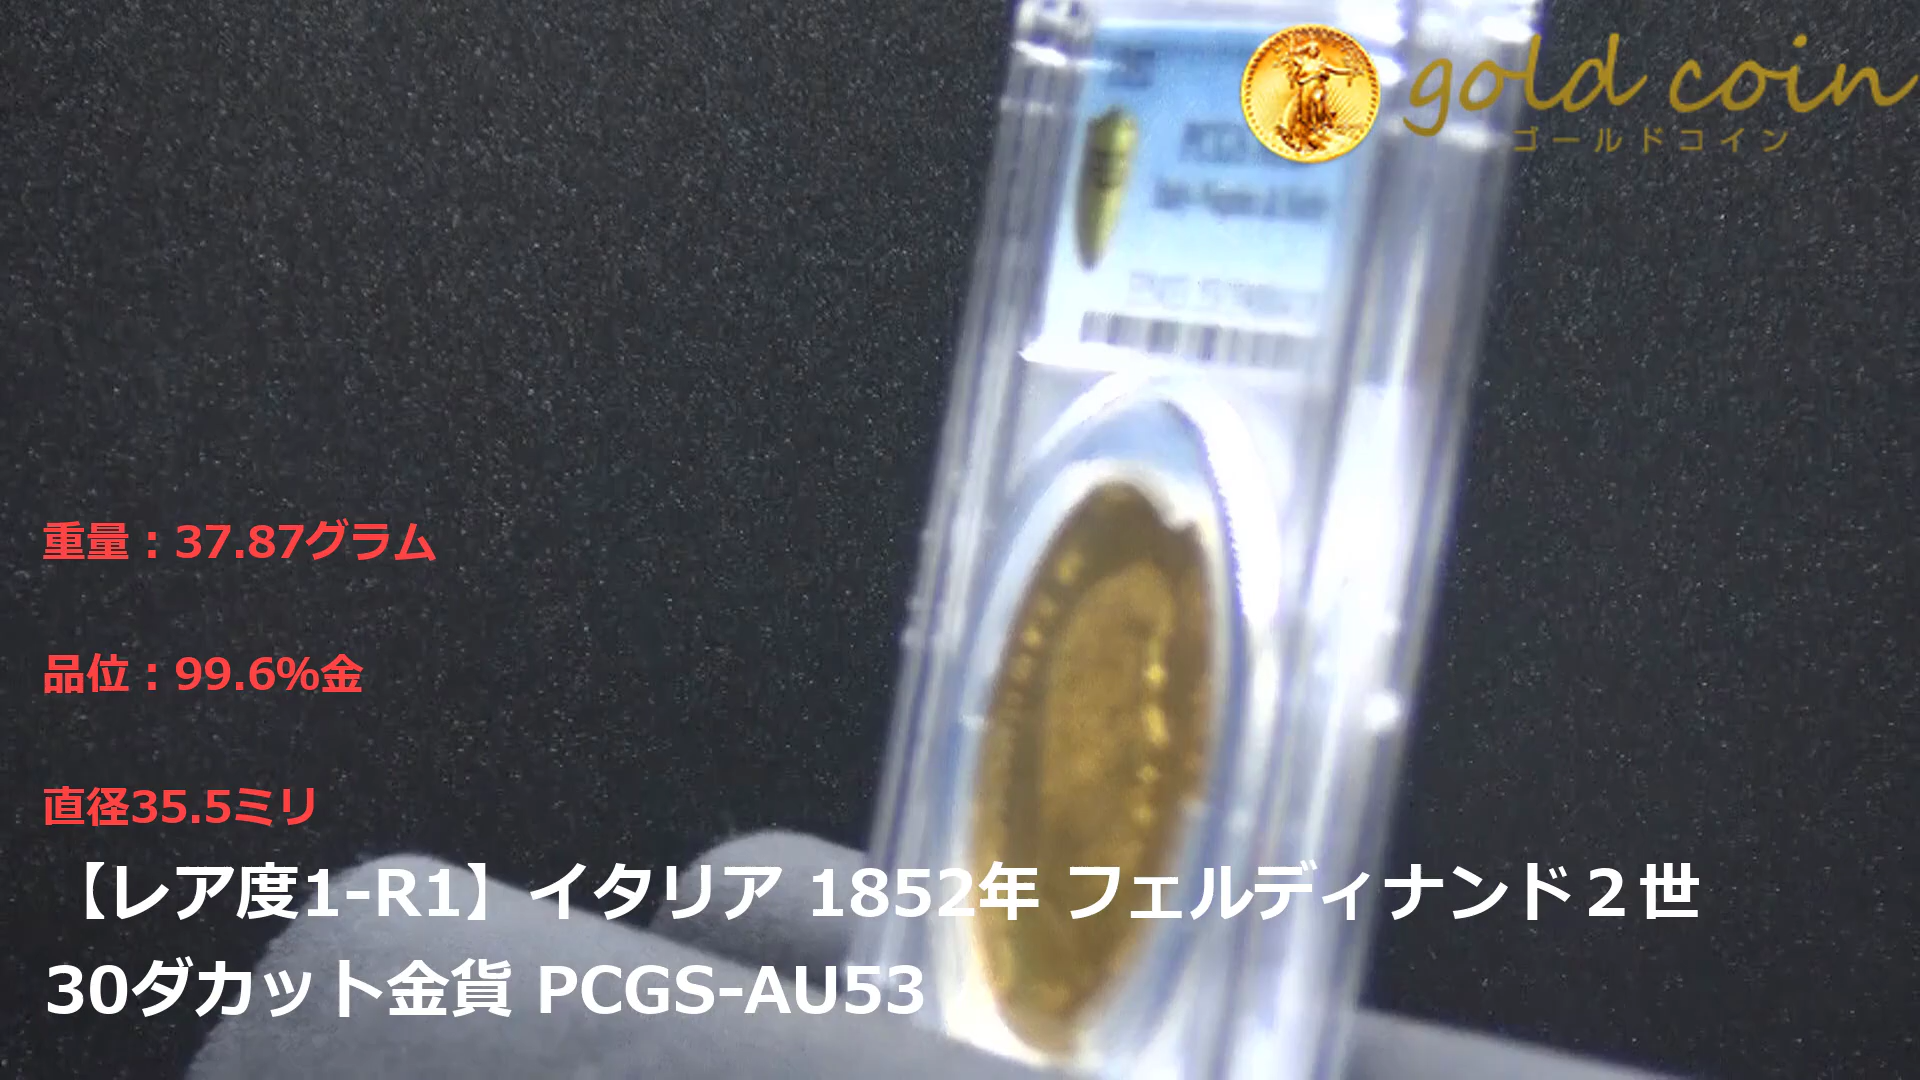 gold coin
ゴールドコイン
PCGS
重量：37.87グラム
品位：99.6%金
直径35.5ミリ
【レア度1-R1】イタリア 1852年 フェルディナンド２世
30ダカット金貨 PCGS-AU53